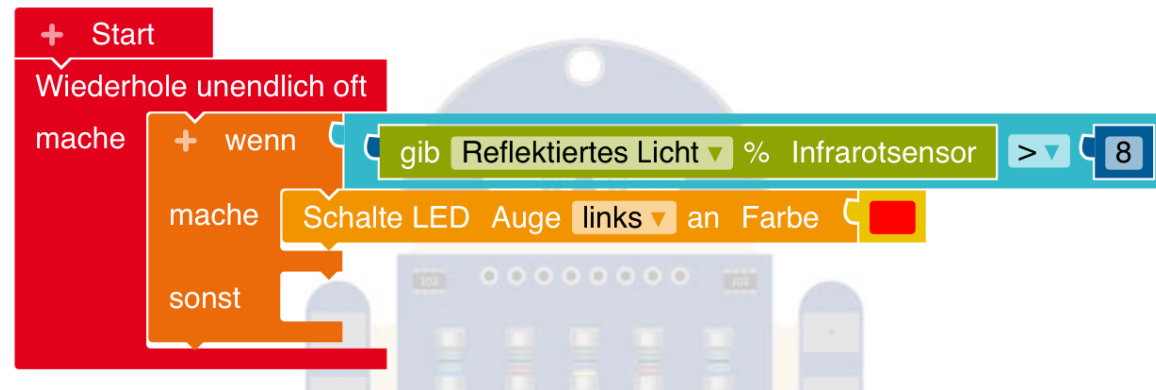 + Start
Wiederhole unendlich oft
mache + wenn gib Reflektiertes Licht ▾ % Infrarotsensor > ▾ 8
mache Schalte LED Auge links ▾ an Farbe
sonst